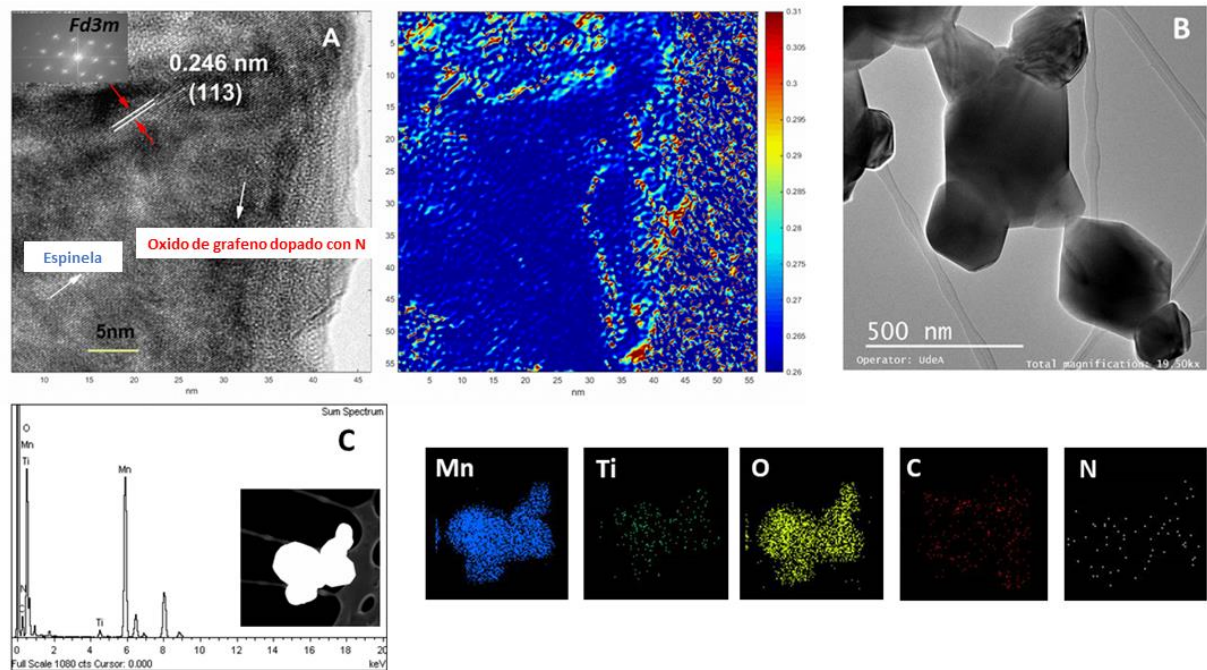 Fd3m
A
0.246 nm
(113)
Espinela
Oxido de grafeno dopado con N
5nm
10 15 20 25 30 35 40 45
nm
0
5
10
15
20
25
30
35
40
45
50
55
0 5 10 15 20 25 30 35 40 45 50 55
nm
0.31
0.305
0.3
0.295
0.29
0.285
0.28
0.275
0.27
0.265
0.26
B
500 nm
Operator: UdeA
Total magnification: 19.50kx
Sum Spectrum
C
O
Mn
Ti
Mn
N
Ti
0 2 4 6 8 10 12 14 16 18 20
Full Scale 1080 cts Cursor: 0.000
keV
Mn
Ti
O
C
N